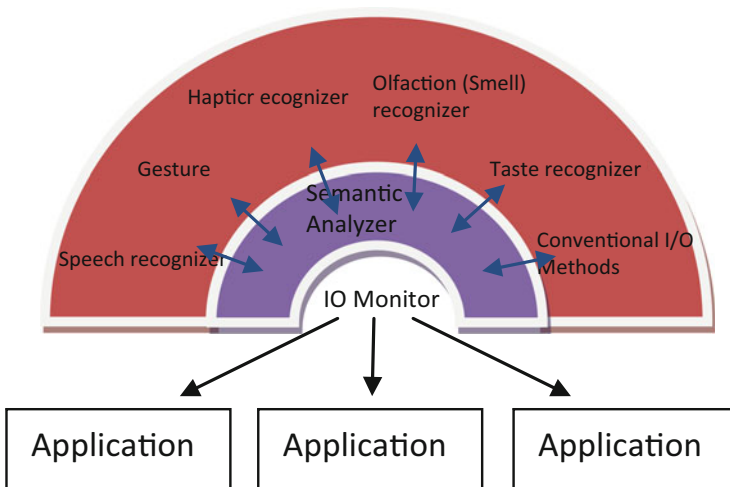 Hapticr ecognizer
Olfaction (Smell)
recognizer
Gesture
Taste recognizer
Semantic
Analyzer
Speech recognizer
Conventional I/O
Methods
IO Monitor
Application
Application
Application